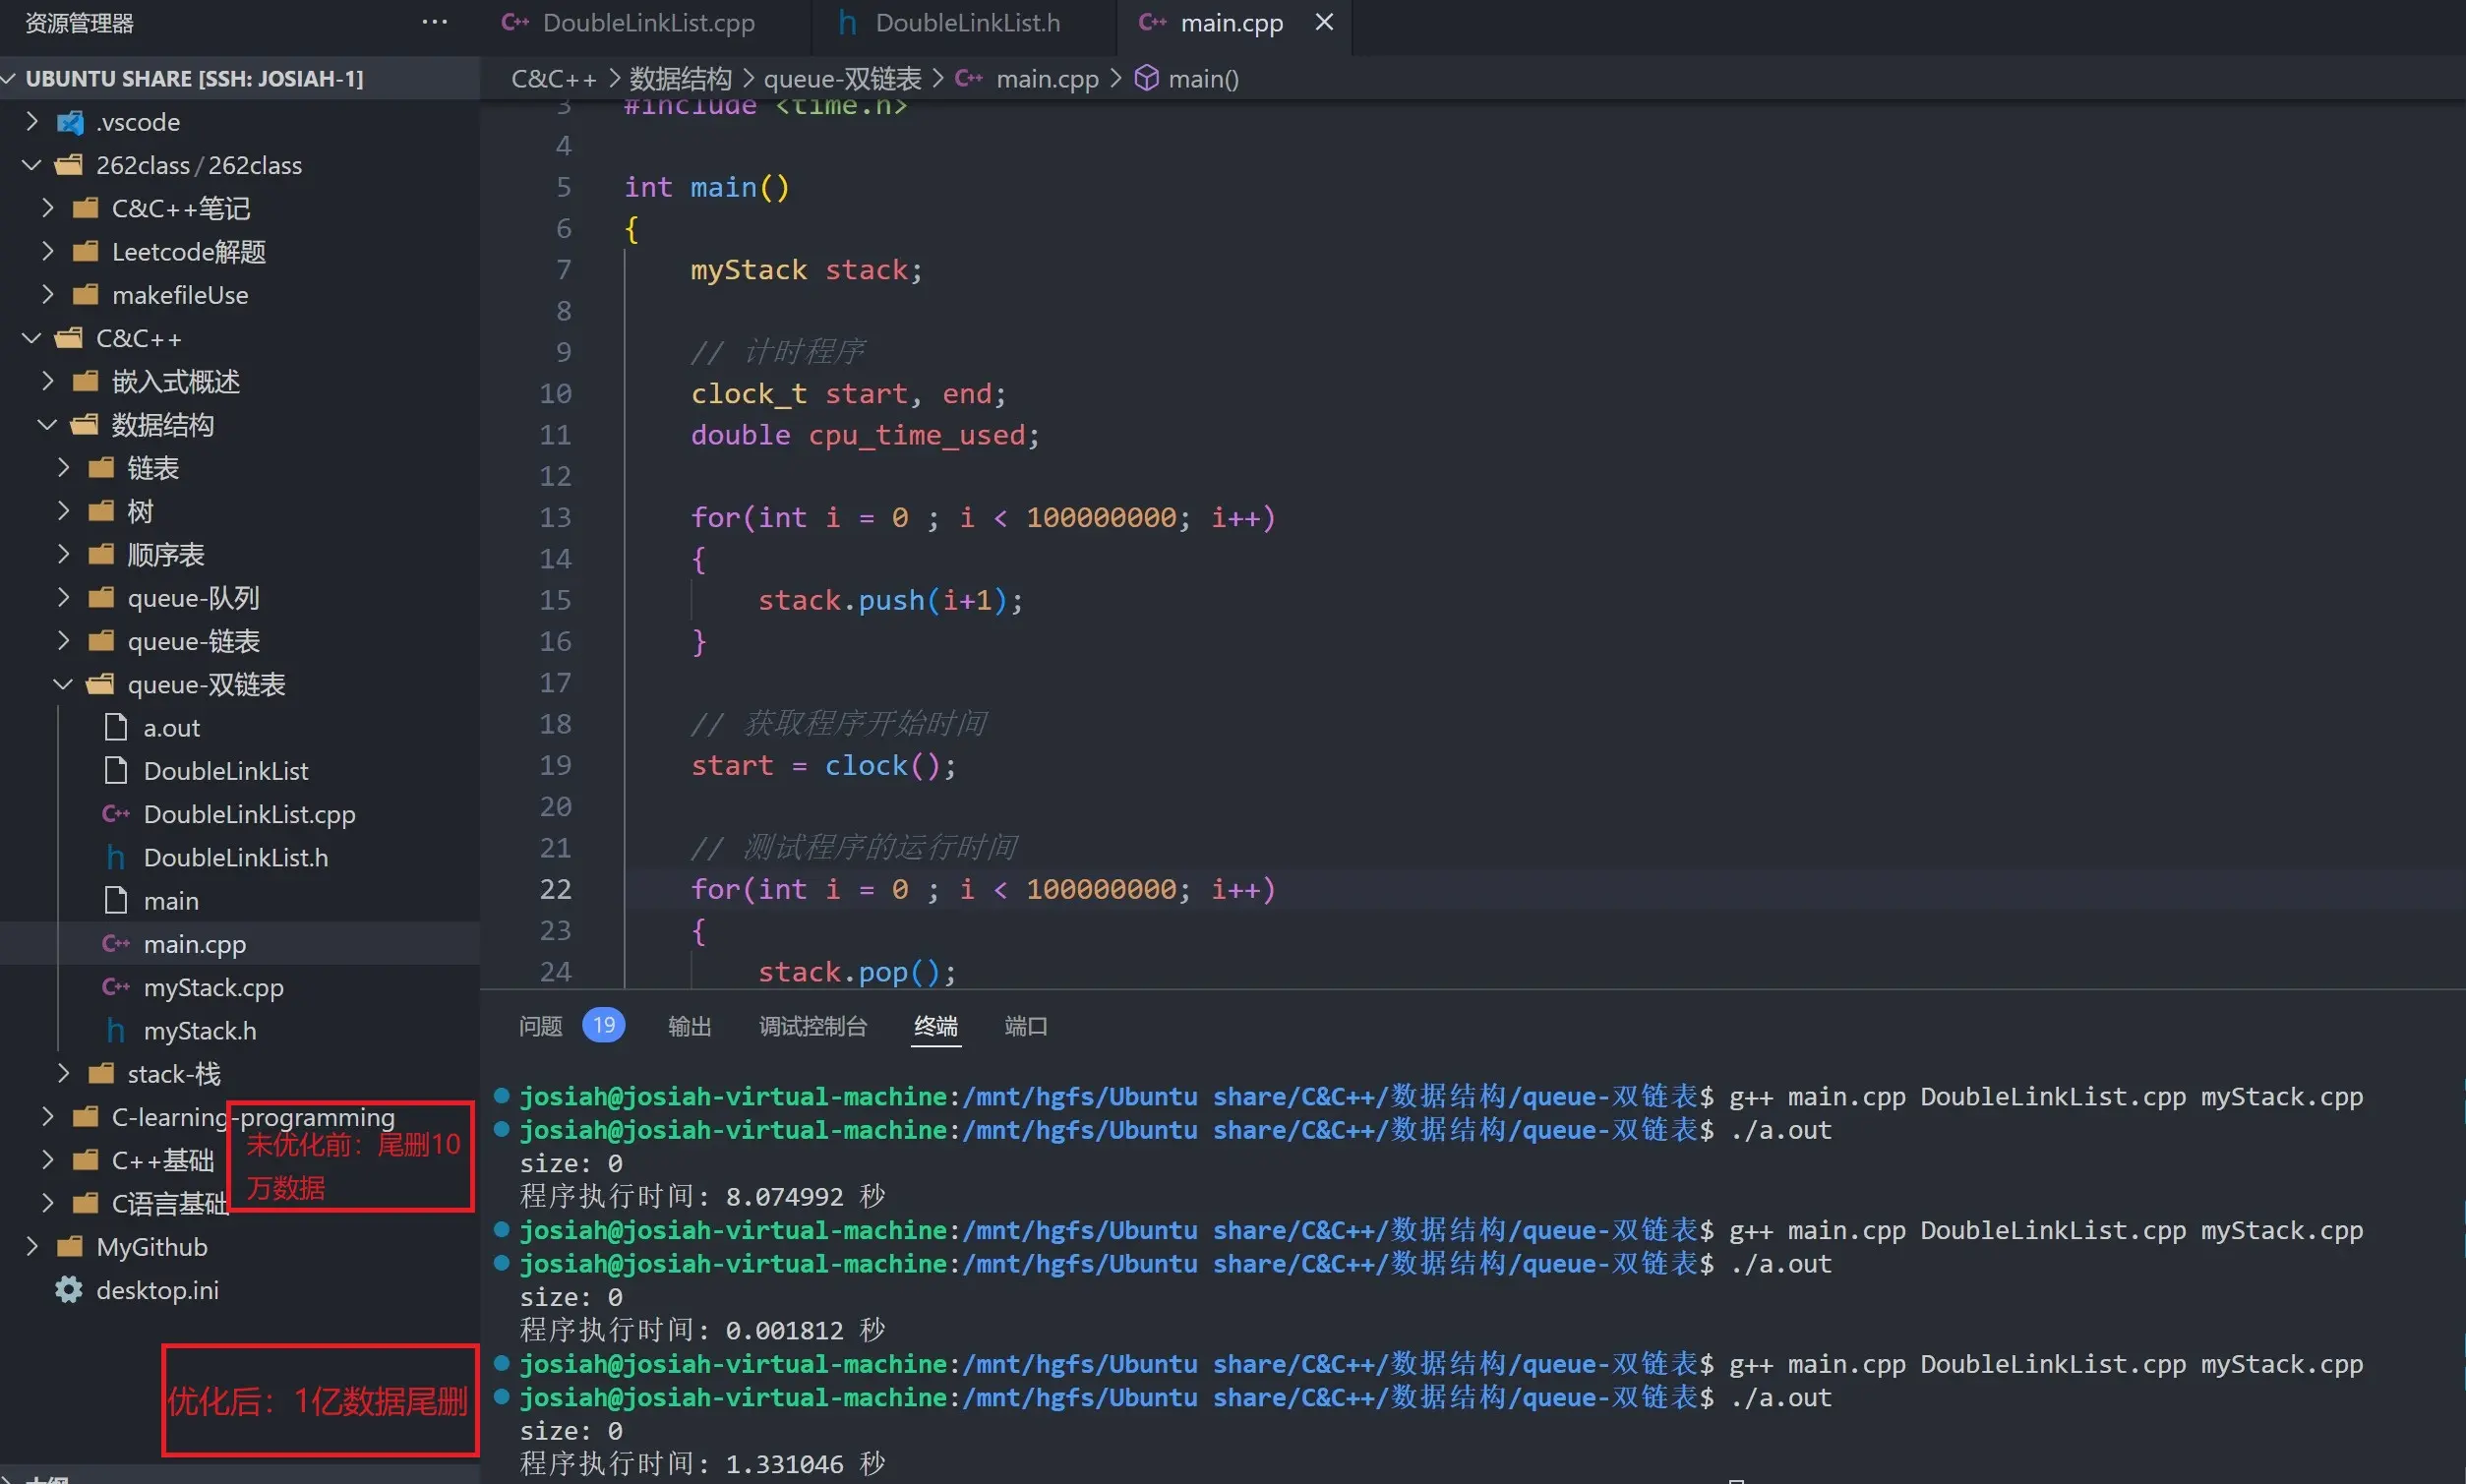 资源管理器
UBUNTU SHARE [SSH: JOSIAH-1]
.vscode
262class / 262class
C&C++笔记
Leetcode解题
makefileUse
C&C++
嵌入式概述
数据结构
链表
树
顺序表
queue-队列
queue-链表
queue-双链表
a.out
DoubleLinkList
DoubleLinkList.cpp
DoubleLinkList.h
main
main.cpp
myStack.cpp
myStack.h
stack-栈
C-learning-programming
C++基础
C语言基础
MyGithub
desktop.ini
未优化前：尾删10
万数据
优化后：1亿数据尾删
大纲
DoubleLinkList.cpp
DoubleLinkList.h
main.cpp
C&C++ > 数据结构 > queue-双链表 > main.cpp > main()
3 #include <time.h>
4
5 int main()
6 {
7 myStack stack;
8
9 // 计时程序
10 clock_t start, end;
11 double cpu_time_used;
12
13 for(int i = 0 ; i < 100000000; i++)
14 {
15 stack.push(i+1);
16 }
17
18 // 获取程序开始时间
19 start = clock();
20
21 // 测试程序的运行时间
22 for(int i = 0 ; i < 100000000; i++)
23 {
24 stack.pop();
问题 19 输出 调试控制台 终端 端口
josiah@josiah-virtual-machine:/mnt/hgfs/Ubuntu share/C&C++/数据结构/queue-双链表$ g++ main.cpp DoubleLinkList.cpp myStack.cpp
josiah@josiah-virtual-machine:/mnt/hgfs/Ubuntu share/C&C++/数据结构/queue-双链表$ ./a.out
size: 0
程序执行时间: 8.074992 秒
josiah@josiah-virtual-machine:/mnt/hgfs/Ubuntu share/C&C++/数据结构/queue-双链表$ g++ main.cpp DoubleLinkList.cpp myStack.cpp
josiah@josiah-virtual-machine:/mnt/hgfs/Ubuntu share/C&C++/数据结构/queue-双链表$ ./a.out
size: 0
程序执行时间: 0.001812 秒
josiah@josiah-virtual-machine:/mnt/hgfs/Ubuntu share/C&C++/数据结构/queue-双链表$ g++ main.cpp DoubleLinkList.cpp myStack.cpp
josiah@josiah-virtual-machine:/mnt/hgfs/Ubuntu share/C&C++/数据结构/queue-双链表$ ./a.out
size: 0
程序执行时间: 1.331046 秒